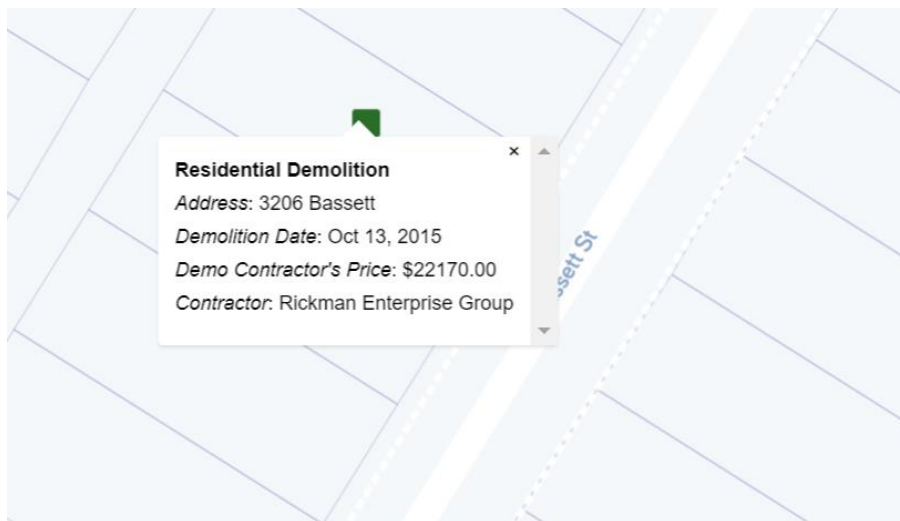 ×
Residential Demolition
Address: 3206 Bassett
Demolition Date: Oct 13, 2015
Demo Contractor's Price: $22170.00
Contractor: Rickman Enterprise Group
ssett St